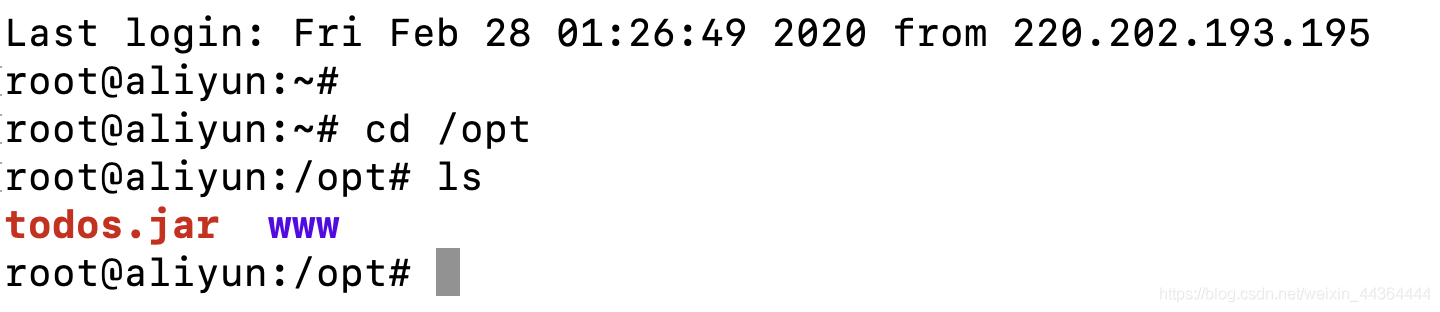 Last login: Fri Feb 28 01:26:49 2020 from 220.202.193.195
root@aliyun:~#
root@aliyun:~# cd /opt
root@aliyun:/opt# ls
todos.jar  www
root@aliyun:/opt#
https://blog.csdn.net/weixin_44364444